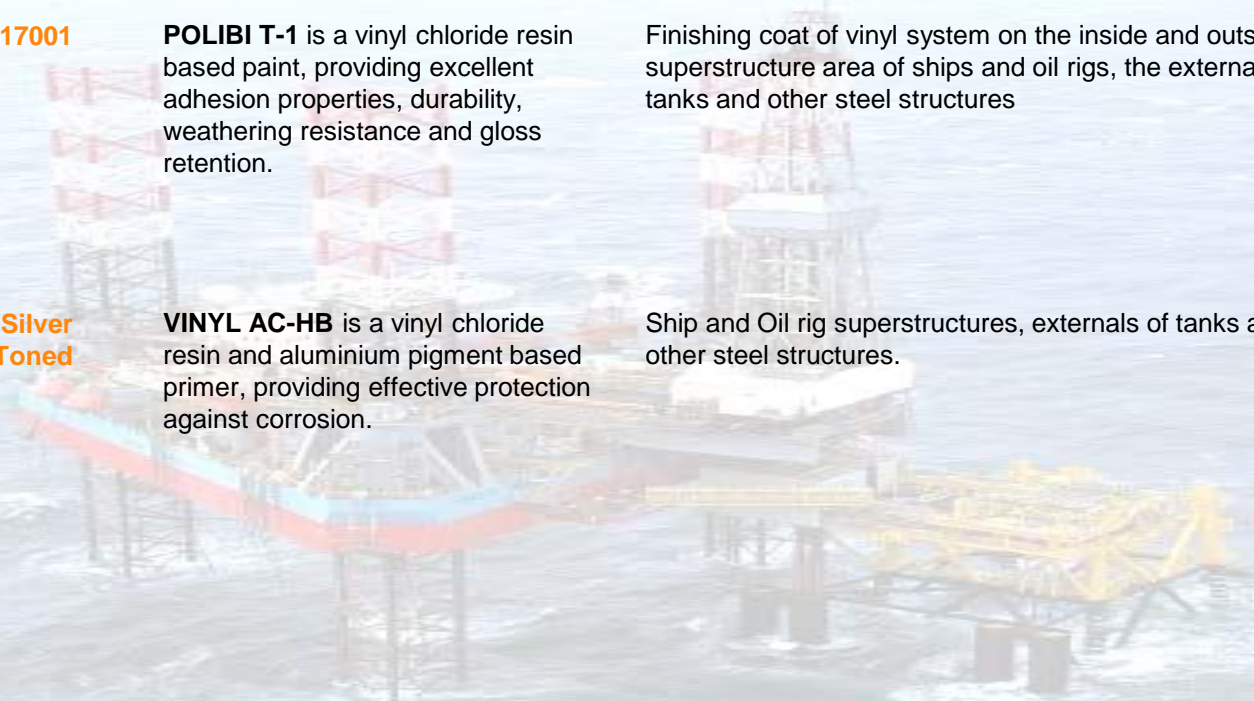 17001
POLIBI T-1 is a vinyl chloride resin
based paint, providing excellent
adhesion properties, durability,
weathering resistance and gloss
retention.
Finishing coat of vinyl system on the inside and
superstructure area of ships and oil rigs, the
tanks and other steel structures
Silver
Toned
VINYL AC-HB is a vinyl chloride
resin and aluminium pigment based
primer, providing effective protection
against corrosion.
Ship and Oil rig superstructures, externals of tanks
other steel structures.